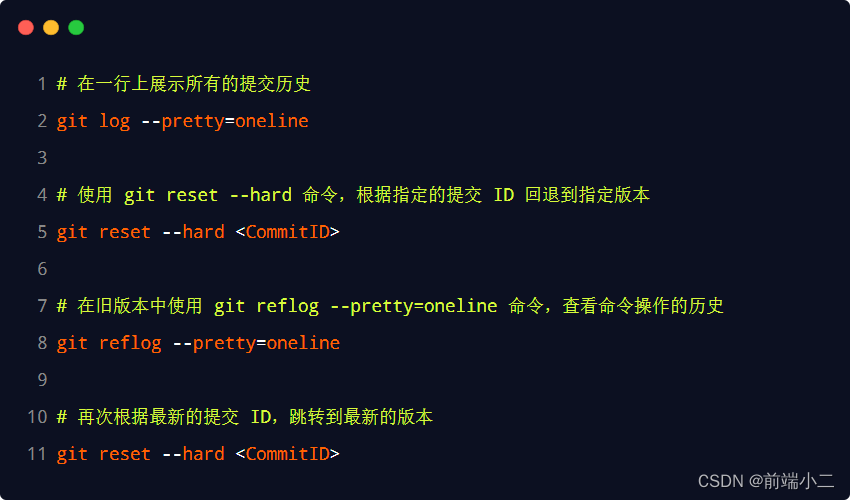 1 # 在一行上展示所有的提交历史
2 git log --pretty=oneline
3
4 # 使用 git reset --hard 命令，根据指定的提交 ID 回退到指定版本
5 git reset --hard <CommitID>
6
7 # 在旧版本中使用 git reflog --pretty=oneline 命令，查看命令操作的历史
8 git reflog --pretty=oneline
9
10 # 再次根据最新的提交 ID，跳转到最新的版本
11 git reset --hard <CommitID>
CSDN @前端小二